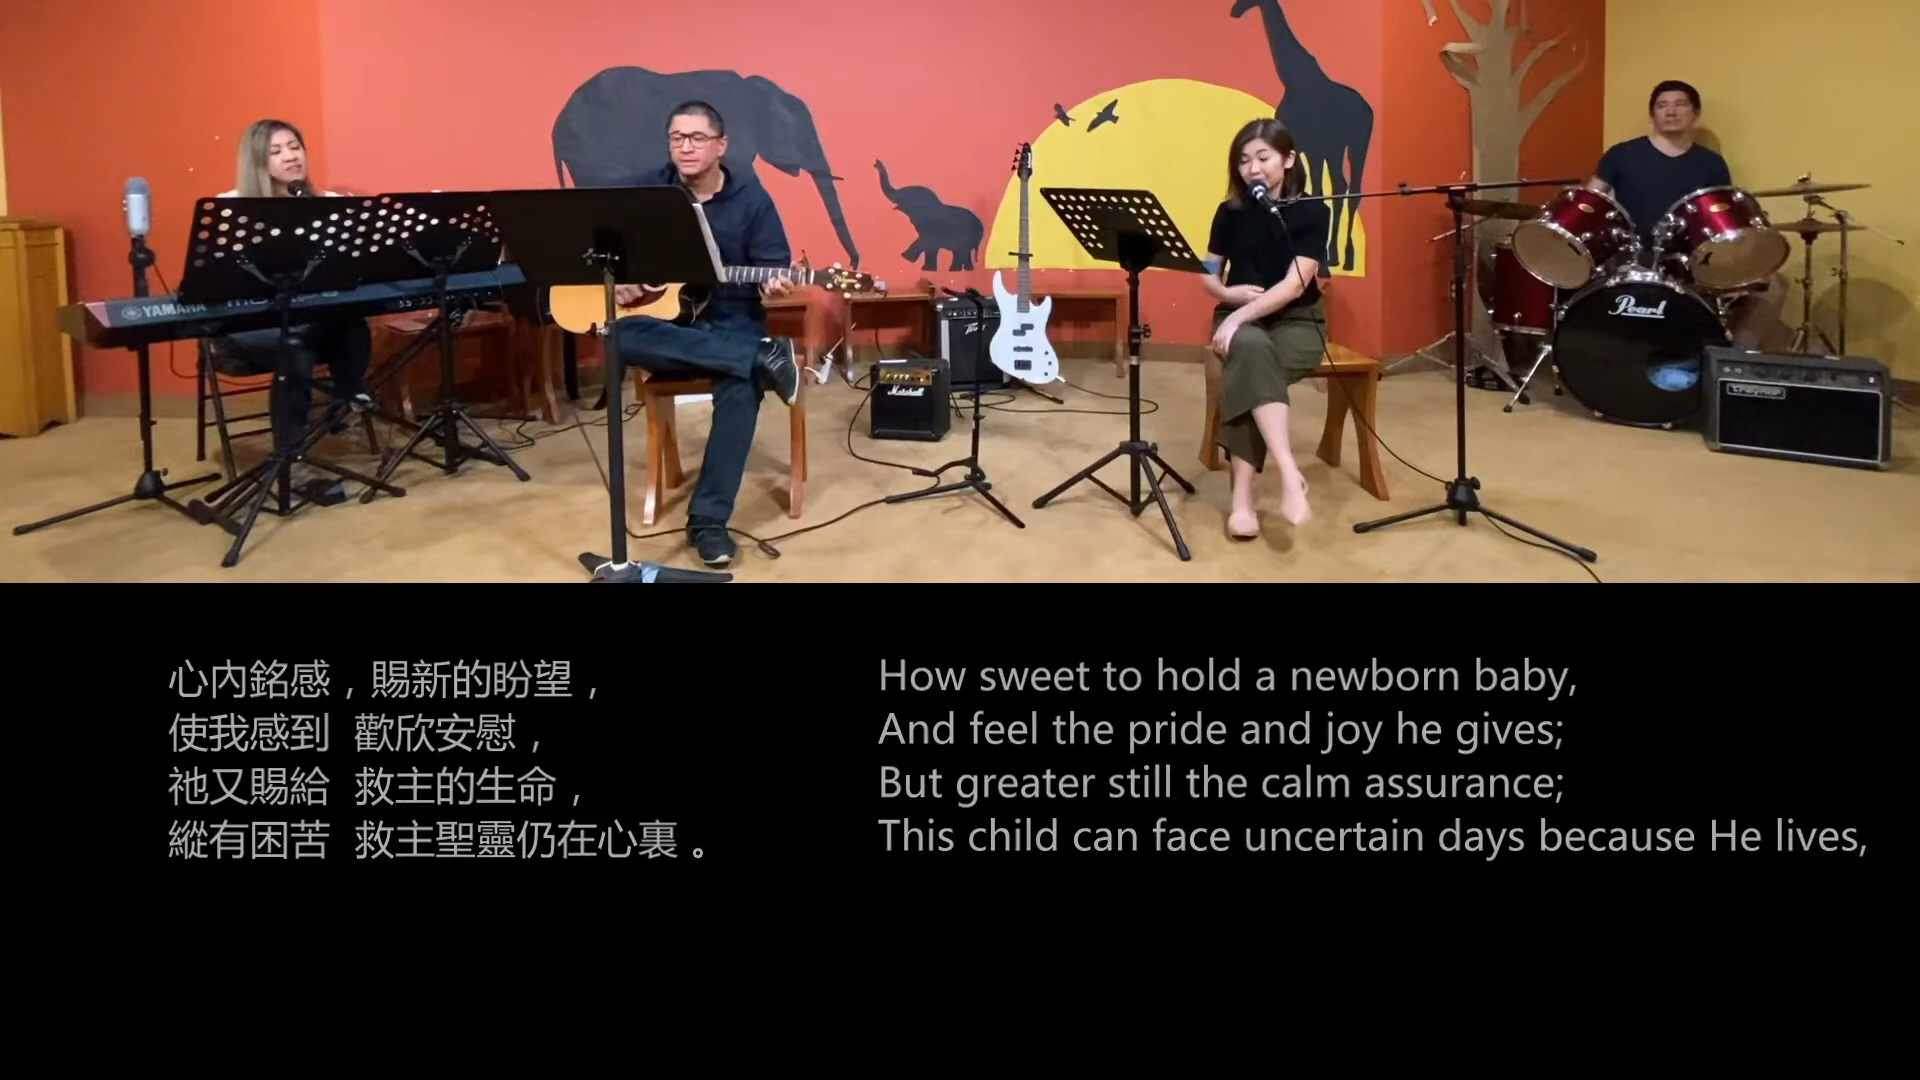 YAMAHA
Marshall
Pearl
Traynor
心內銘感，賜新的盼望，
使我感到 歡欣安慰，
祂又賜給 救主的生命，
縱有困苦 救主聖靈仍在心裏。
How sweet to hold a newborn baby,
And feel the pride and joy he gives;
But greater still the calm assurance;
This child can face uncertain days because He lives,